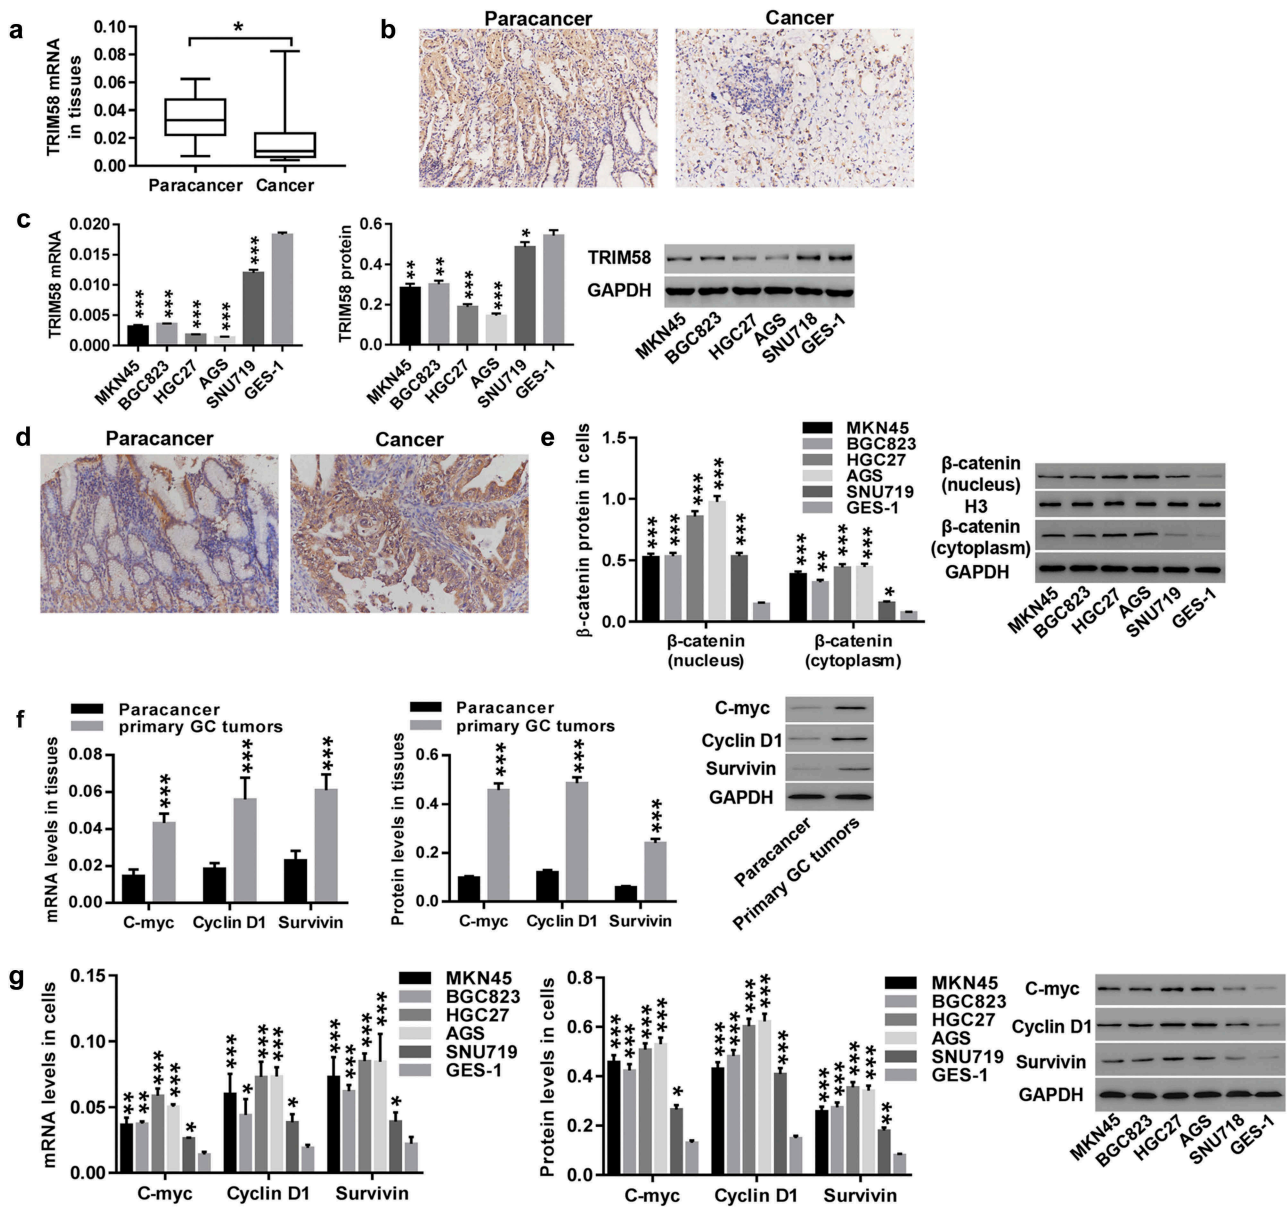 a
TRIM58 mRNA
in tissues
0.10
0.08
0.06
0.04
0.02
0.00
*
Paracancer
Cancer
b
Paracancer
Cancer
c
TRIM58 mRNA
0.020
0.015
0.010
0.005
0.000
***
***
***
***
***
MKN45
BGC823
HGC27
AGS
SNU719
GES-1
TRIM58 protein
0.6
0.4
0.2
0.0
**
**
***
***
*
MKN45
BGC823
HGC27
AGS
SNU719
GES-1
TRIM58
GAPDH
MKN45
BGC823
HGC27
AGS
SNU718
GES-1
d
Paracancer
Cancer
e
β-catenin protein in cells
1.5
1.0
0.5
0.0
MKN45
BGC823
HGC27
AGS
SNU719
GES-1
***
***
***
***
***
***
**
***
***
*
β-catenin
(nucleus)
β-catenin
(cytoplasm)
β-catenin
(nucleus)
H3
β-catenin
(cytoplasm)
GAPDH
MKN45
BGC823
HGC27
AGS
SNU719
GES-1
f
Paracancer
primary GC tumors
mRNA levels in tissues
0.08
0.06
0.04
0.02
0.00
***
***
***
C-myc
Cyclin D1
Survivin
Paracancer
primary GC tumors
Protein levels in tissues
0.6
0.4
0.2
0.0
***
***
***
C-myc
Cyclin D1
Survivin
C-myc
Cyclin D1
Survivin
GAPDH
Paracancer
Primary GC tumors
g
mRNA levels in cells
0.15
0.10
0.05
0.00
**
**
***
***
*
***
*
***
***
*
***
***
***
***
*
C-myc
Cyclin D1
Survivin
MKN45
BGC823
HGC27
AGS
SNU719
GES-1
Protein levels in cells
0.8
0.6
0.4
0.2
0.0
***
***
***
***
*
***
***
***
***
***
***
***
***
***
**
C-myc
Cyclin D1
Survivin
MKN45
BGC823
HGC27
AGS
SNU719
GES-1
C-myc
Cyclin D1
Survivin
GAPDH
MKN45
BGC823
HGC27
AGS
SNU718
GES-1